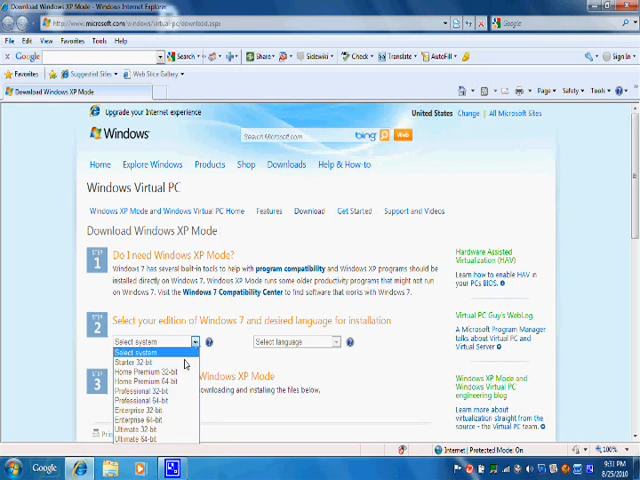 Download Windows XP Mode - Windows Internet Explorer
http://www.microsoft.com/windows/virtual-pc/download.aspx
Google
File Edit View Favorites Tools Help
Google Search Share Sidewiki Check Translate AutoFill Sign In
Favorites Suggested Sites Web Slice Gallery
Download Windows XP Mode Page Safety Tools
Upgrade your Internet experience
United States Change All Microsoft Sites
Windows
Search Microsoft.com bing Web
Home Explore Windows Products Shop Downloads Help & How-to
Windows Virtual PC
Windows XP Mode and Windows Virtual PC Home Features Download Get Started Support and Videos
Download Windows XP Mode
STEP 1
Do I need Windows XP Mode?
Windows 7 has several built-in tools to help with program compatibility and Windows XP programs should be
installed directly on Windows 7. Windows XP Mode runs some older productivity programs that might not run
on Windows 7. Visit the Windows 7 Compatibility Center to find software that works with Windows 7.
STEP 2
Select your edition of Windows 7 and desired language for installation
Select system
Select language
Select system
Starter 32-bit
Home Premium 32-bit
Home Premium 64-bit
Professional 32-bit
Professional 64-bit
Enterprise 32-bit
Enterprise 64-bit
Ultimate 32-bit
Ultimate 64-bit
STEP 3
Windows XP Mode
downloading and installing the files below.
Hardware Assisted
Virtualization (HAV)
Learn how to enable HAV in
your PCs BIOS.
Virtual PC Guy's WebLog
A Microsoft Program
Manager talks about
Virtual PC and Virtual
Server
Windows XP Mode and
Windows Virtual PC
engineering blog
Learn more about
virtualization straight from
the source - the Virtual PC
team.
Internet | Protected Mode: On
100%
Google
9:31 PM
8/25/2010